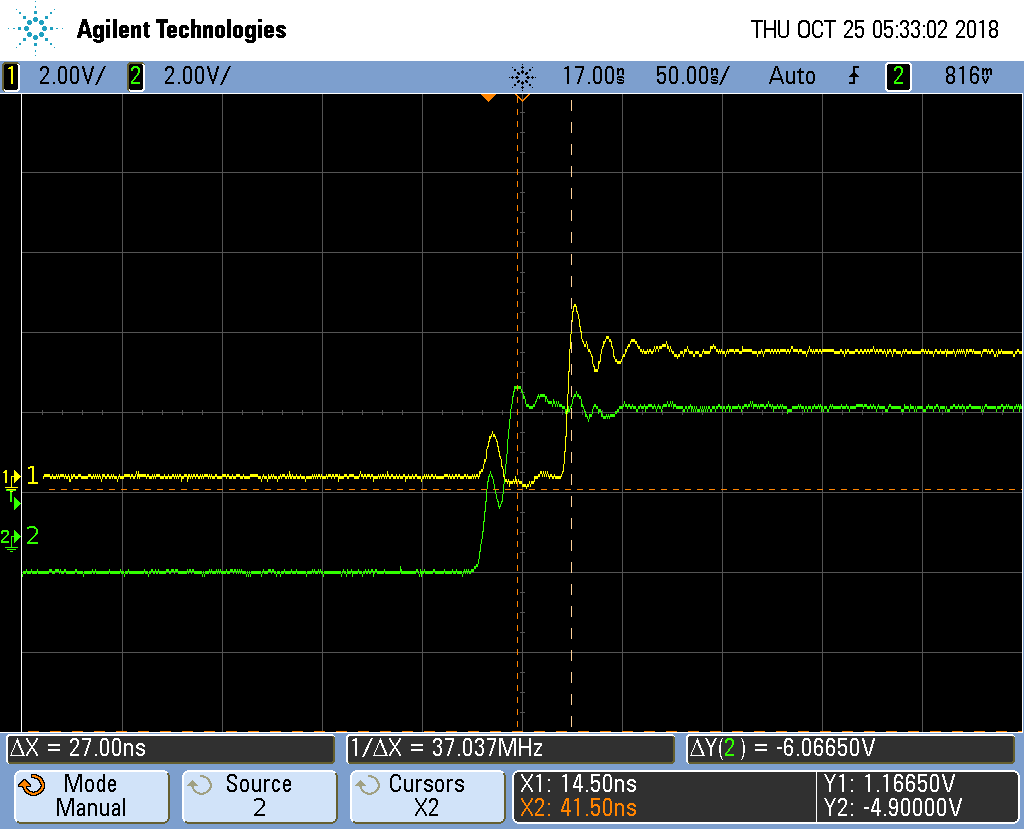 Agilent Technologies THU OCT 25 05:33:02 2018
1 2.00V/ 2 2.00V/ 17.00ns 50.00ns/ Auto 2 816mV
1 1
T
2 2
ΔX = 27.00ns 1/ΔX = 37.037MHz ΔY(2) = -6.06650V
Mode Source Cursors X1: 14.50ns Y1: 1.16650V
Manual 2 X2 X2: 41.50ns Y2: -4.90000V